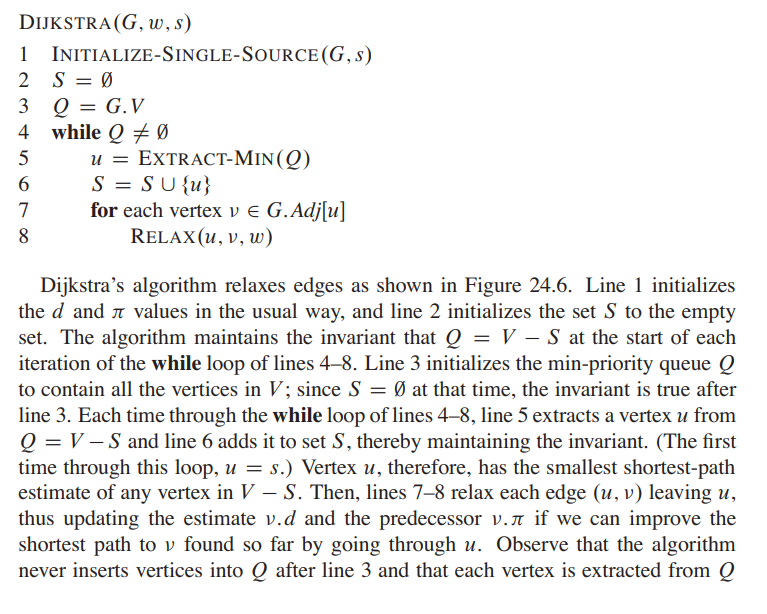 DIJKSTRA(G, w, s)
1 INITIALIZE-SINGLE-SOURCE(G, s)
2 S = ∅
3 Q = G.V
4 while Q ≠ ∅
5 u = EXTRACT-MIN(Q)
6 S = S ∪ {u}
7 for each vertex v ∈ G.Adj[u]
8 RELAX(u, v, w)
Dijkstra's algorithm relaxes edges as shown in Figure 24.6. Line 1 initializes
the d and π values in the usual way, and line 2 initializes the set S to the empty
set. The algorithm maintains the invariant that Q = V − S at the start of each
iteration of the while loop of lines 4–8. Line 3 initializes the min-priority queue Q
to contain all the vertices in V; since S = ∅ at that time, the invariant is true after
line 3. Each time through the while loop of lines 4–8, line 5 extracts a vertex u from
Q = V − S and line 6 adds it to set S, thereby maintaining the invariant. (The first
time through this loop, u = s.) Vertex u, therefore, has the smallest shortest-path
estimate of any vertex in V − S. Then, lines 7–8 relax each edge (u, v) leaving u,
thus updating the estimate v.d and the predecessor v.π if we can improve the
shortest path to v found so far by going through u. Observe that the algorithm
never inserts vertices into Q after line 3 and that each vertex is extracted from Q